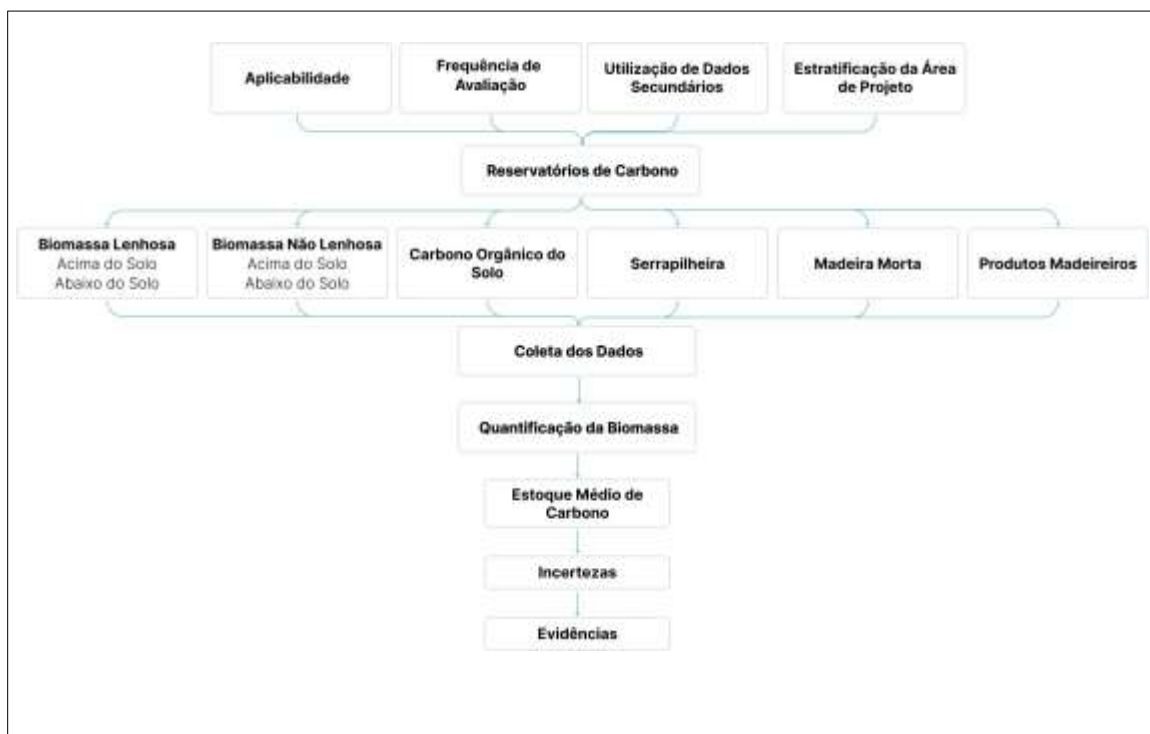 Aplicabilidade
Frequência de
Avaliação
Utilização de Dados
Secundários
Estratificação da Área
de Projeto
Reservatórios de Carbono
Biomassa Lenhosa
Acima do Solo
Abaixo do Solo
Biomassa Não Lenhosa
Acima do Solo
Abaixo do Solo
Carbono Orgânico do
Solo
Serrapilheira
Madeira Morta
Produtos Madeireiros
Coleta dos Dados
Quantificação da Biomassa
Estoque Médio de
Carbono
Incertezas
Evidências